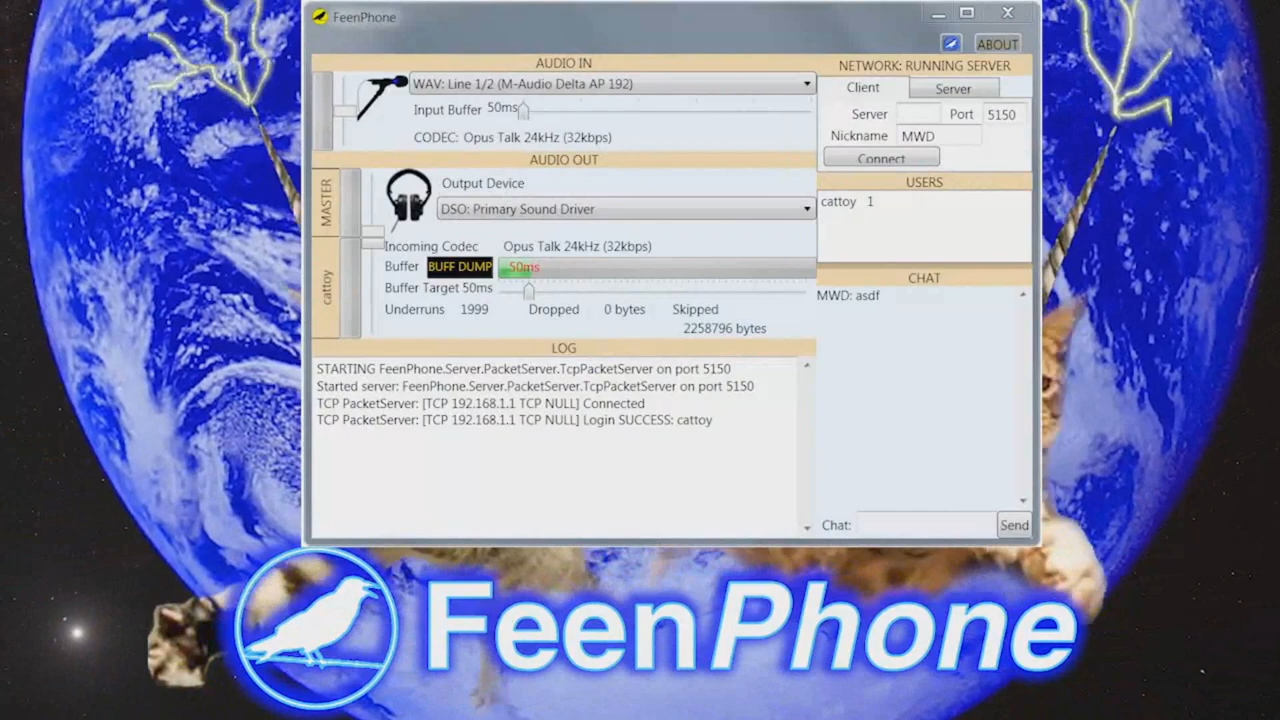 FeenPhone
ABOUT
AUDIO IN
WAV: Line 1/2 (M-Audio Delta AP 192)
Input Buffer 50ms
CODEC: Opus Talk 24kHz (32kbps)
AUDIO OUT
MASTER
Output Device
DSO: Primary Sound Driver
cattoy
Incoming Codec Opus Talk 24kHz (32kbps)
Buffer BUFF DUMP 50ms
Buffer Target 50ms
Underruns 1999 Dropped 0 bytes Skipped
2258796 bytes
LOG
STARTING FeenPhone.Server.PacketServer.TcpPacketServer on port 5150
Started server: FeenPhone.Server.PacketServer.TcpPacketServer on port 5150
TCP PacketServer: [TCP 192.168.1.1 TCP NULL] Connected
TCP PacketServer: [TCP 192.168.1.1 TCP NULL] Login SUCCESS: cattoy
NETWORK: RUNNING SERVER
Client Server
Server Port 5150
Nickname MWD
Connect
USERS
cattoy 1
CHAT
MWD: asdf
Chat: Send
FeenPhone